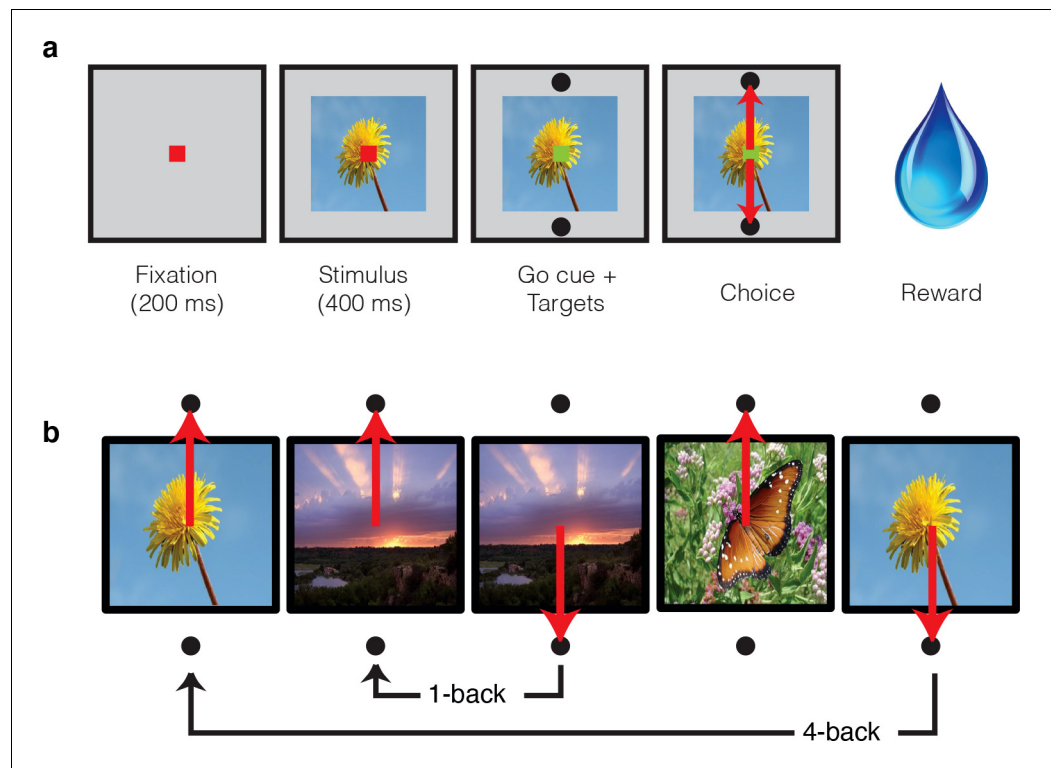 a
Fixation
(200 ms)
Stimulus
(400 ms)
Go cue +
Targets
Choice
Reward
b
1-back
4-back